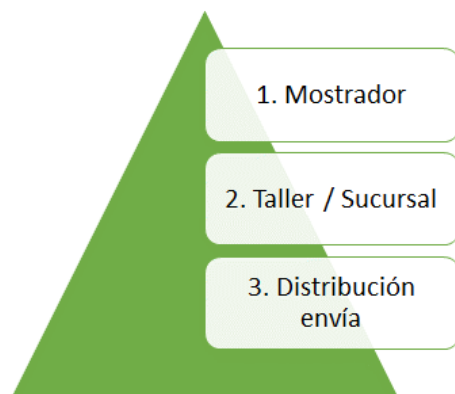 1. Mostrador
2. Taller / Sucursal
3. Distribución
envía